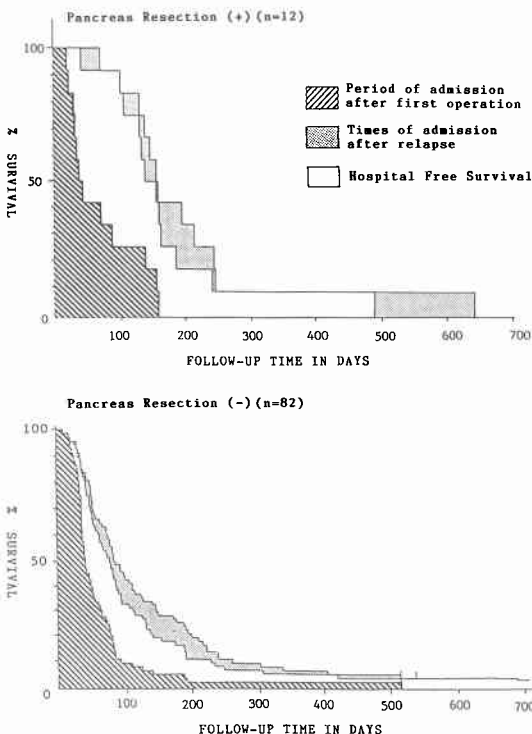 Pancreas Resection (+) (n=12)
100
50
0
% SURVIVAL
Period of admission
after first operation
Times of admission
after relapse
Hospital Free Survival
100 200 300 400 500 600 700
FOLLOW-UP TIME IN DAYS
Pancreas Resection (-) (n=82)
100
50
0
% SURVIVAL
100 200 300 400 500 600 700
FOLLOW-UP TIME IN DAYS